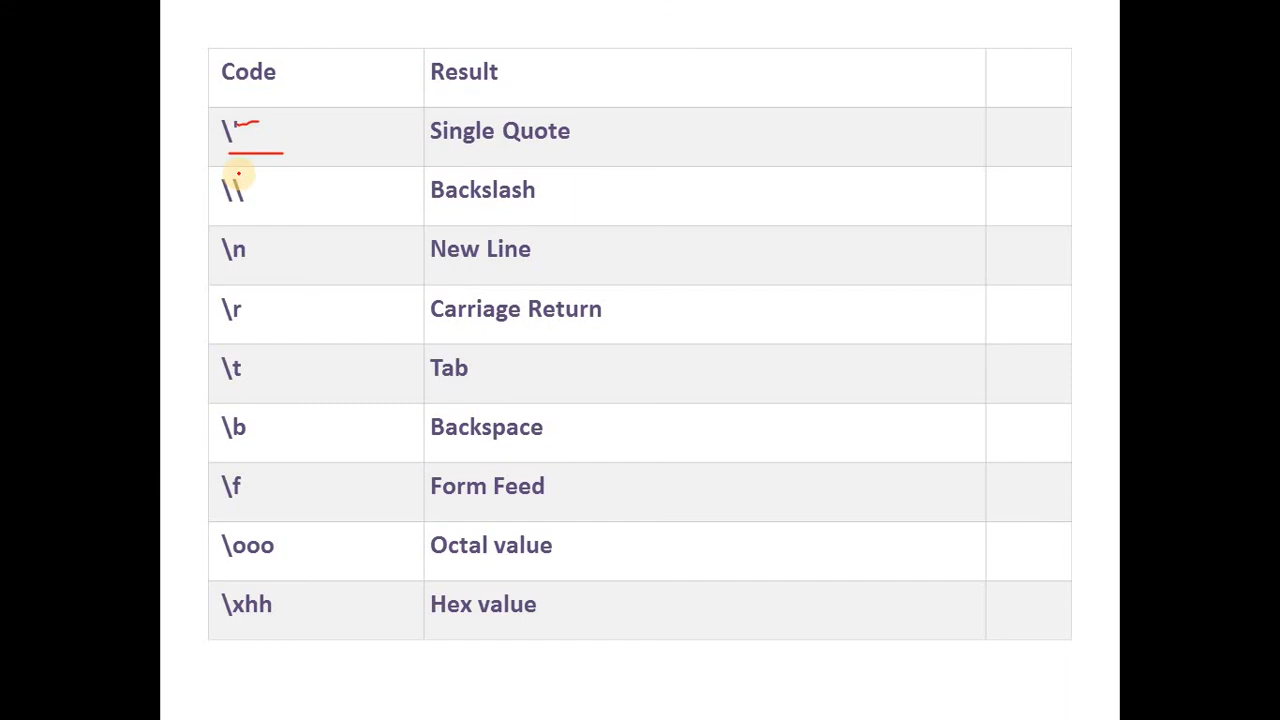 Code Result
\' Single Quote
\\ Backslash
\n New Line
\r Carriage Return
\t Tab
\b Backspace
\f Form Feed
\ooo Octal value
\xhh Hex value